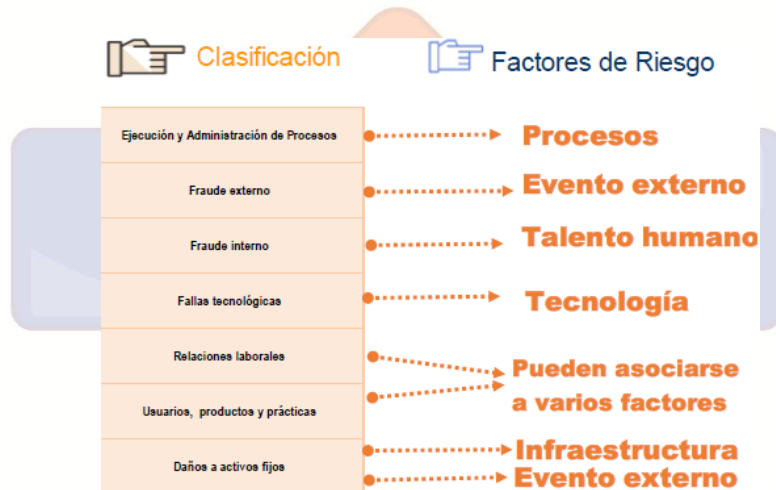 Clasificación
Factores de Riesgo
Ejecución y Administración de Procesos
Procesos
Fraude externo
Evento externo
Fraude interno
Talento humano
Fallas tecnológicas
Tecnología
Relaciones laborales
Pueden asociarse
a varios factores
Usuarios, productos y prácticas
Daños a activos fijos
Infraestructura
Evento externo